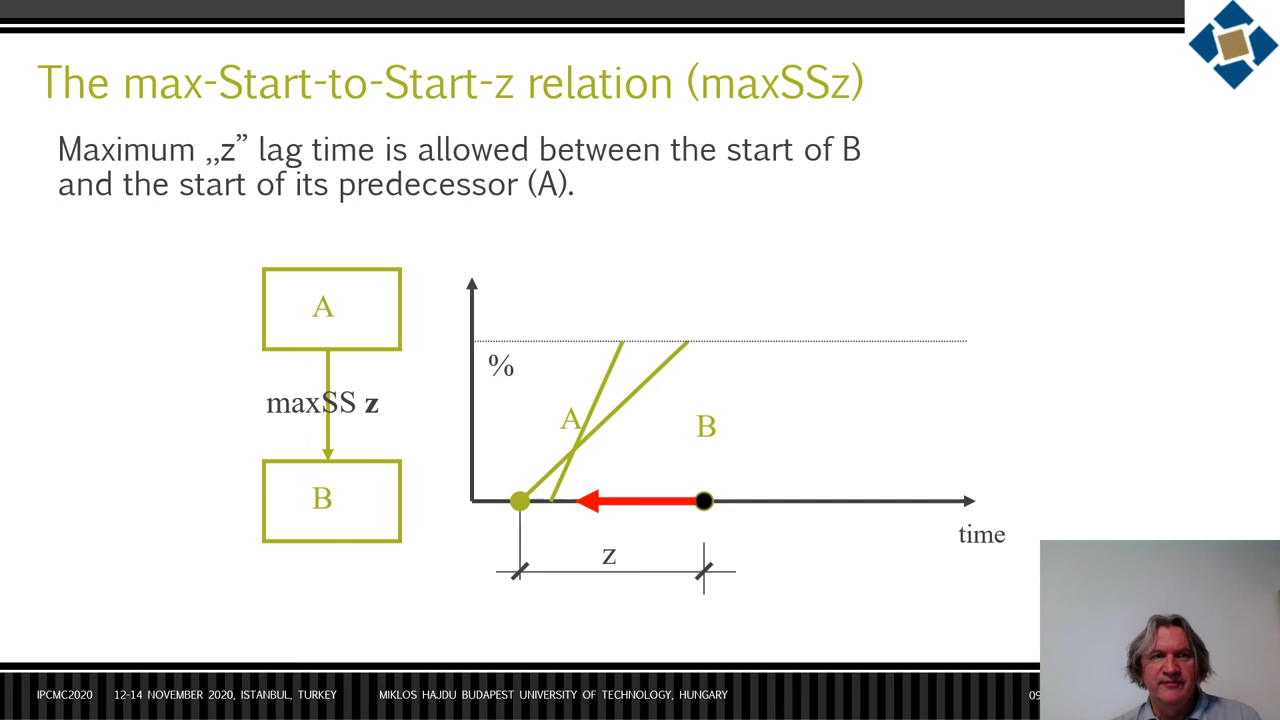 The max-Start-to-Start-z relation (maxSSz)
Maximum „z” lag time is allowed between the start of B
and the start of its predecessor (A).
A
maxSS z
B
%
A
B
time
z
IPCMC2020 12-14 NOVEMBER 2020, ISTANBUL, TURKEY MIKLOS HAJDU BUDAPEST UNIVERSITY OF TECHNOLOGY, HUNGARY